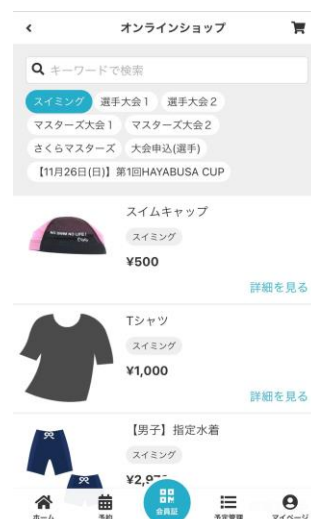 オンラインショップ
キーワードで検索
スイミング 選手大会1 選手大会2
マスターズ大会1 マスターズ大会2
さくらマスターズ 大会申込(選手)
【11月26日(日)】第1回HAYABUSA CUP
スイムキャップ
スイミング
¥500
詳細を見る
Tシャツ
スイミング
¥1,000
詳細を見る
【男子】指定水着
スイミング
ホーム 予約 会員証 予定管理 マイページ